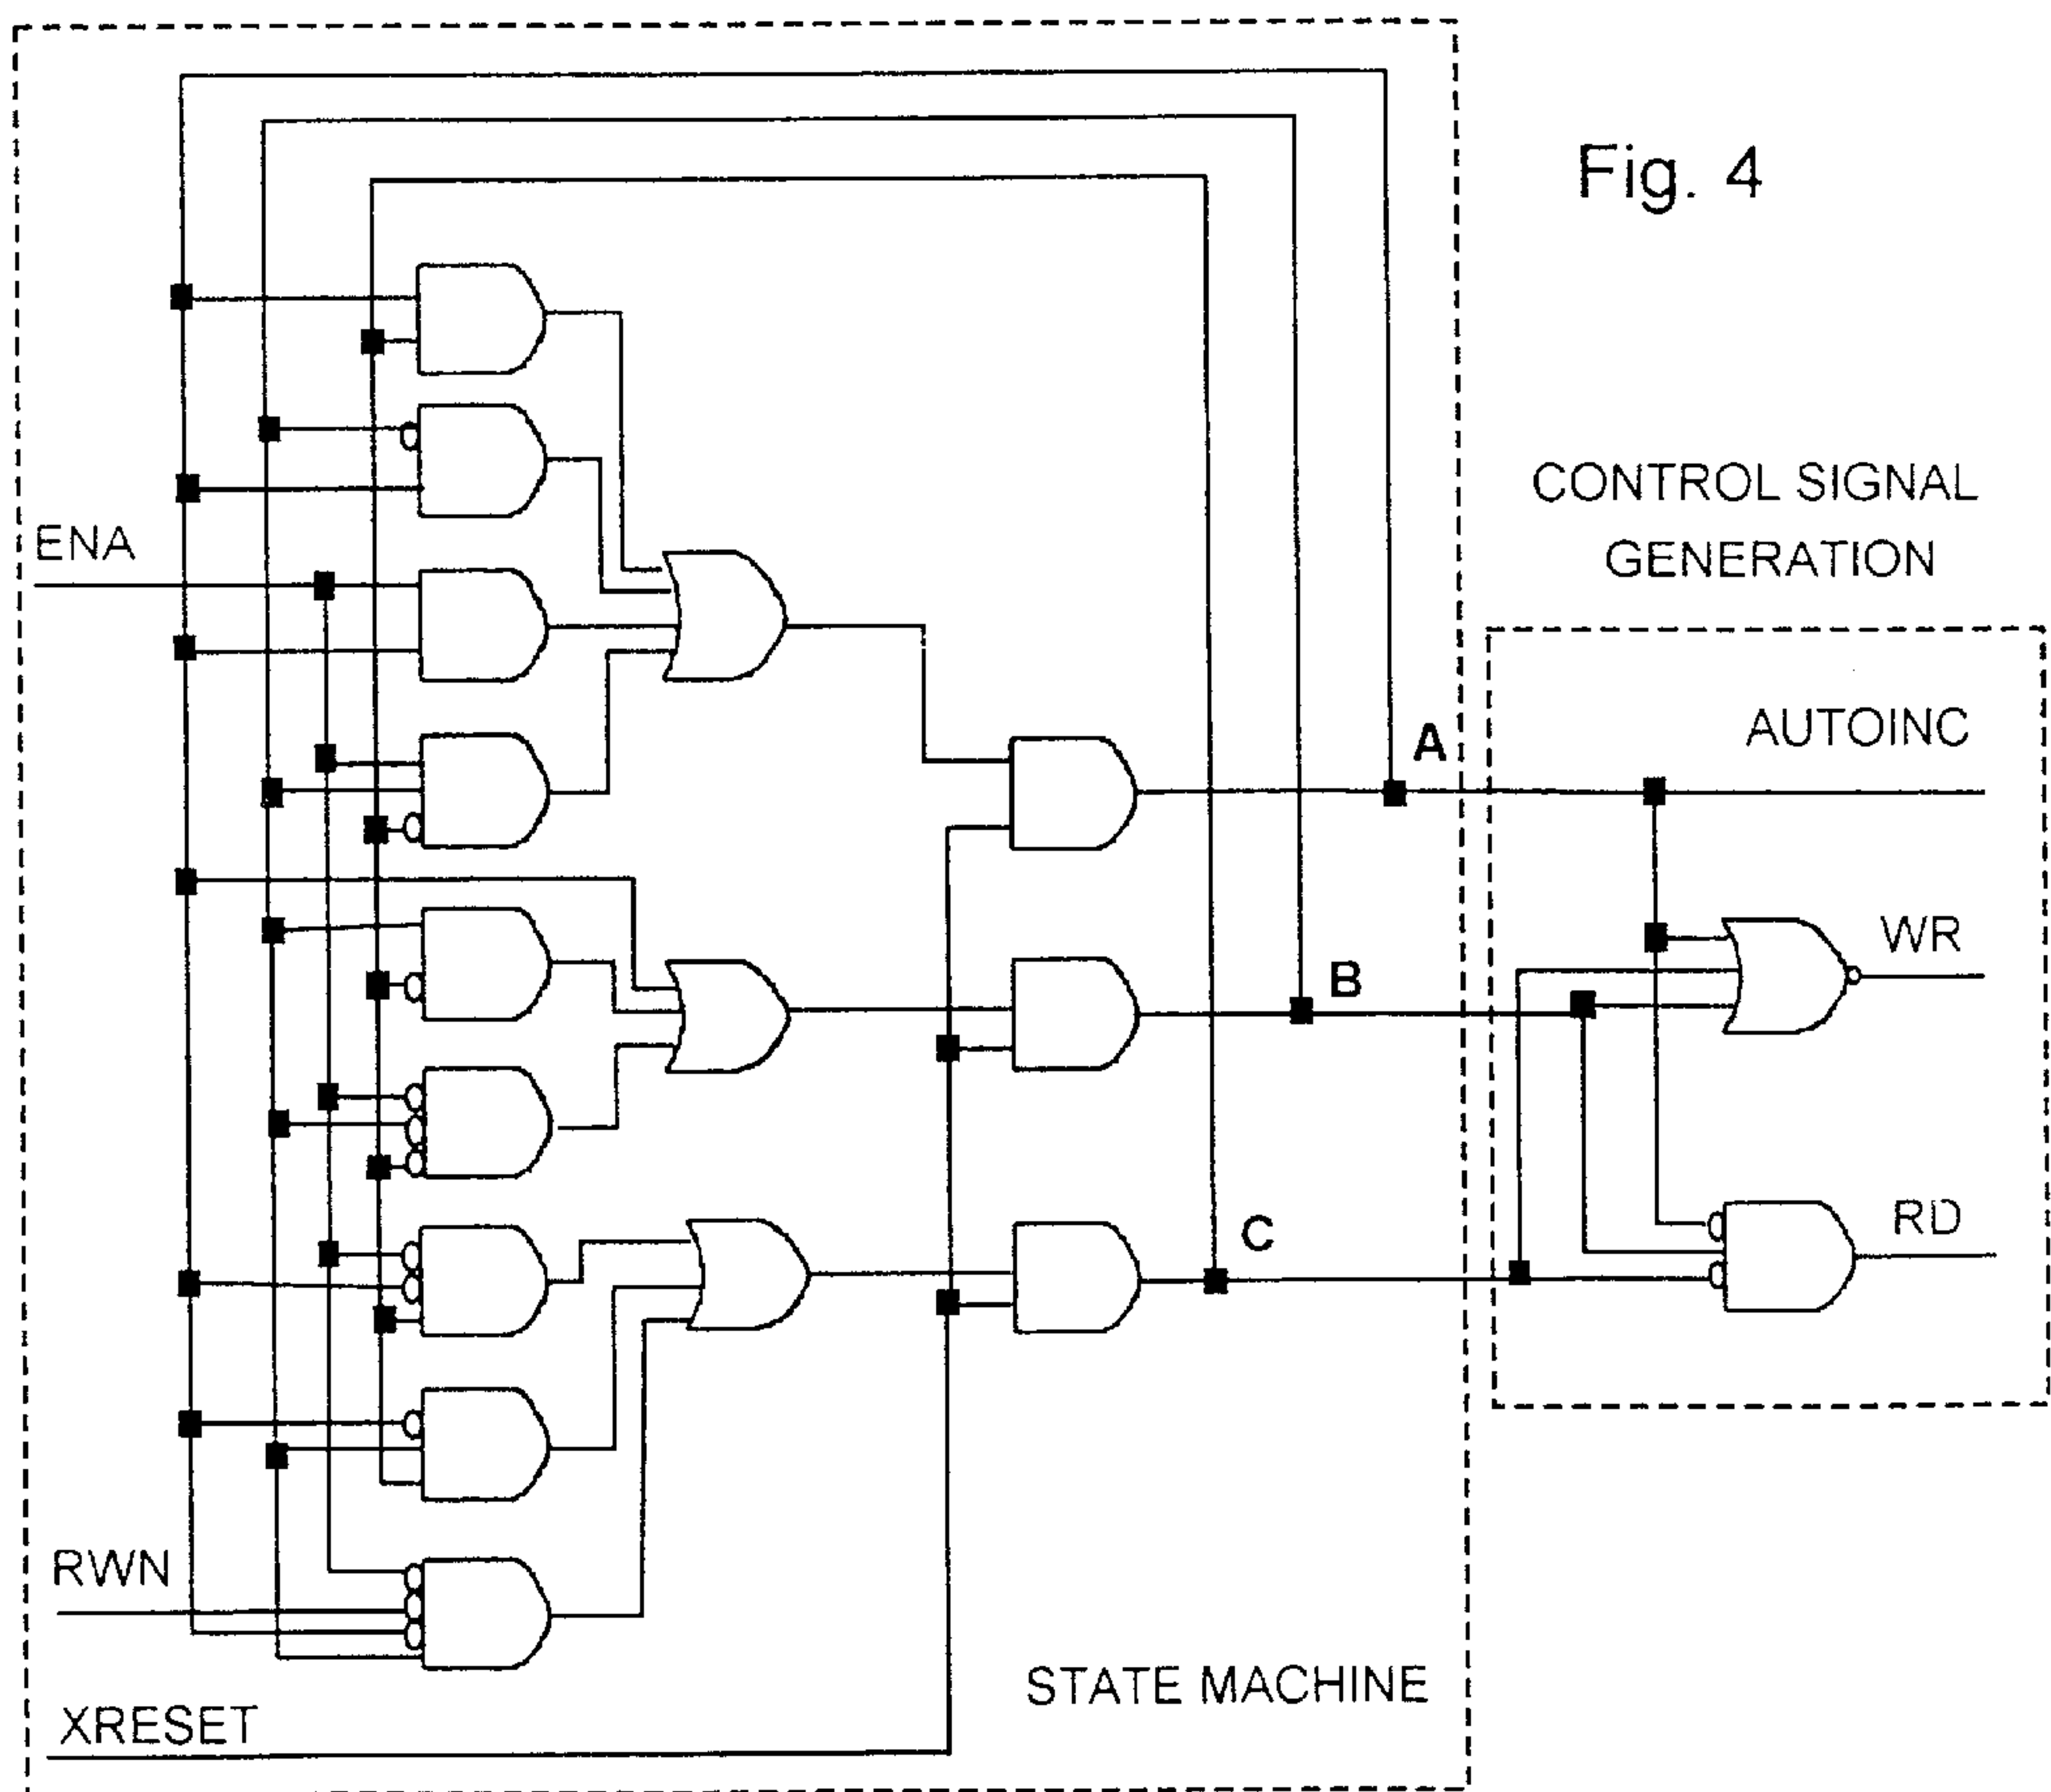 Fig. 4
CONTROL SIGNAL
GENERATION
ENA
A
AUTOINC
WR
B
C
RD
RWN
STATE MACHINE
XRESET